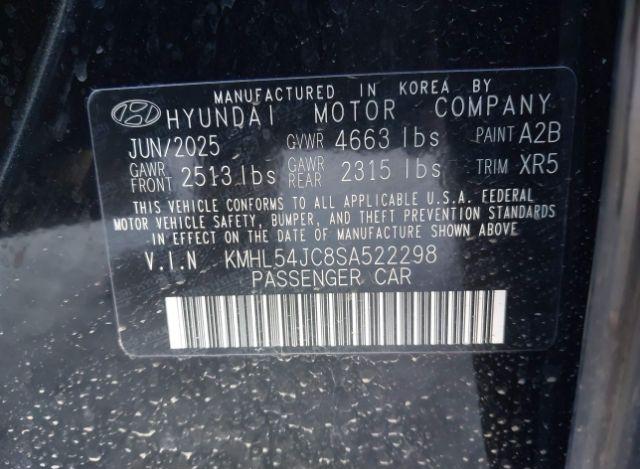 MANUFACTURED IN KOREA BY
HYUNDAI MOTOR COMPANY
JUN/2025 GVWR 4663 lbs PAINT A2B
GAWR FRONT 2513 lbs GAWR REAR 2315 lbs TRIM XR5
THIS VEHICLE CONFORMS TO ALL APPLICABLE U.S.A. FEDERAL
MOTOR VEHICLE SAFETY, BUMPER, AND THEFT PREVENTION STANDARDS
IN EFFECT ON THE DATE OF MANUFACTURE SHOWN ABOVE
V.I.N KMHL54JC8SA522298
PASSENGER CAR